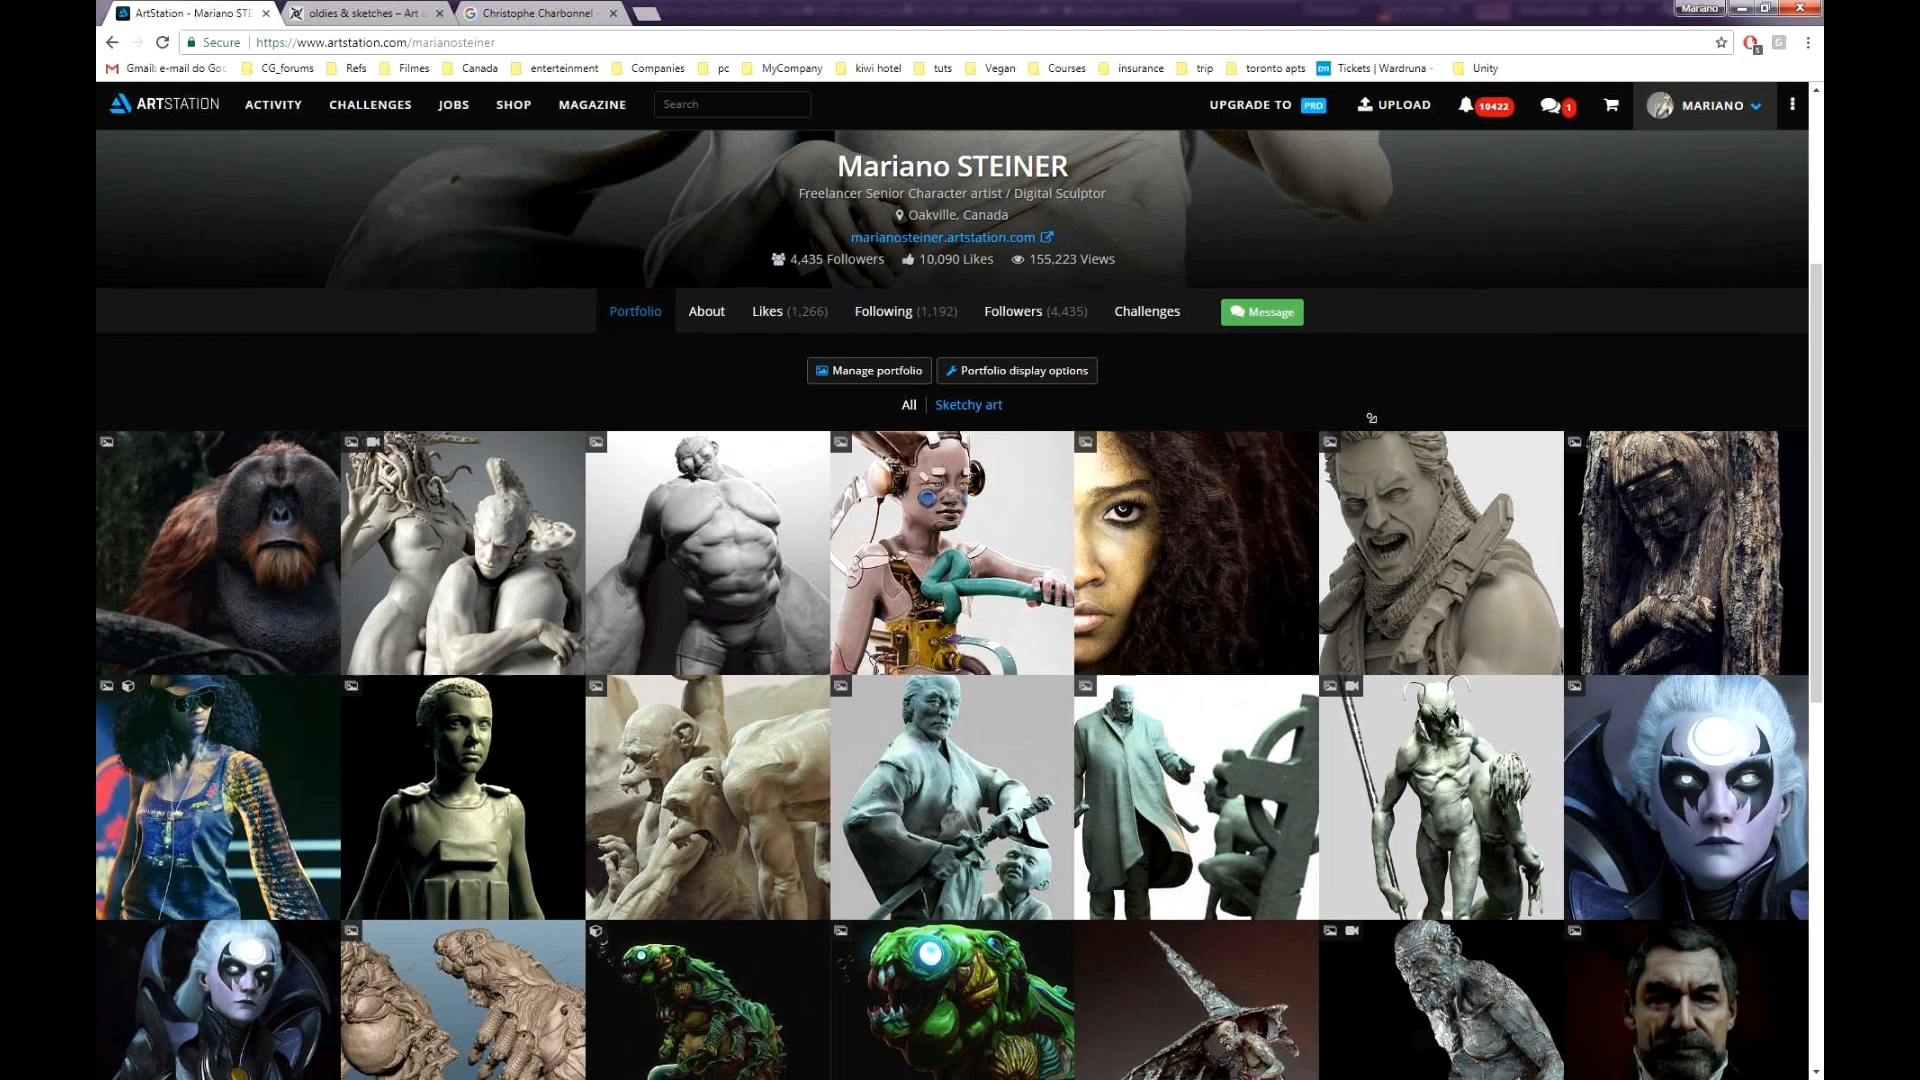 ArtStation - Mariano STE
oldies & sketches – Art
Christophe Charbonnel -
Mariano
Secure
https://www.artstation.com/marianosteiner
Gmail: e-mail do Goo
CG_forums
Refs
Filmes
Canada
enterteinment
Companies
pc
MyCompany
kiwi hotel
tuts
Vegan
Courses
insurance
trip
toronto apts
tm
Tickets | Wardruna -
Unity
ARTSTATION
ACTIVITY
CHALLENGES
JOBS
SHOP
MAGAZINE
Search
UPGRADE TO PRO
UPLOAD
10422
1
MARIANO
Mariano STEINER
Freelancer Senior Character artist / Digital Sculptor
Oakville, Canada
marianosteiner.artstation.com
4,435 Followers 10,090 Likes 155,223 Views
Portfolio
About
Likes (1,266)
Following (1,192)
Followers (4,435)
Challenges
Message
Manage portfolio
Portfolio display options
All
Sketchy art